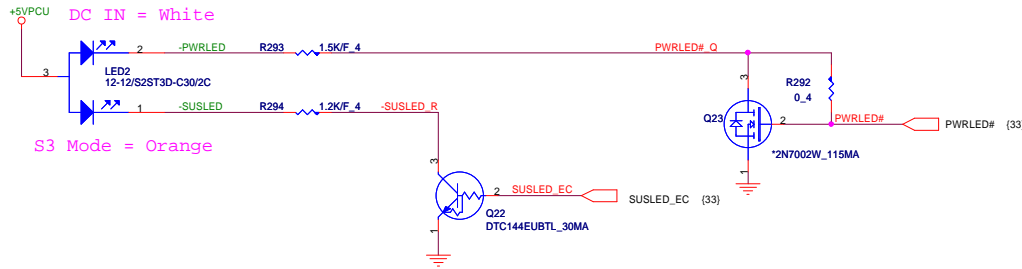 +5VPCU
DC IN = White
2
-PWRLED
R293
1.5K/F_4
PWRLED#_Q
3
LED2
12-12/S2ST3D-C30/2C
1
-SUSLED
R294
1.2K/F_4
-SUSLED_R
S3 Mode = Orange
3
R292
0_4
Q23
2
PWRLED#
PWRLED# {33
*2N7002W_115MA
1
3
2
SUSLED_EC
SUSLED_EC {33}
Q22
DTC144EUBTL_30MA
1